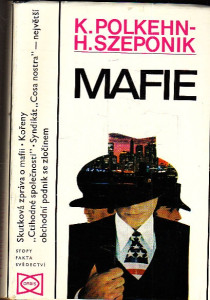 K. POLKEHN-
H. SZEPONIK
MAFIE
Skutková zpráva o mafii • Kořeny
„Ctihodné společnosti" • Syndikát „Cosa nostra" — největší
obchodní podnik se zločinem
STOPY
FAKTA
SVĚDECTVÍ
ORBIS